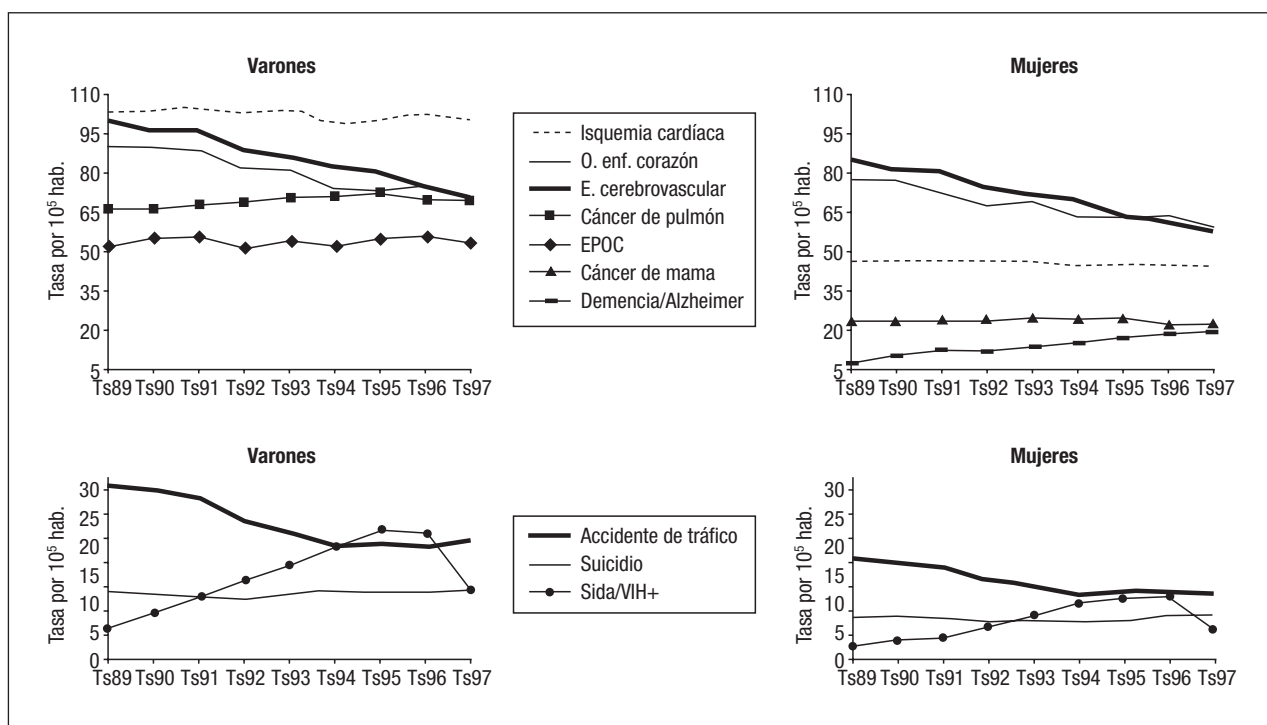 Varones
Tasa por 10⁵ hab.
110
95
80
65
50
35
20
5
Ts89 Ts90 Ts91 Ts92 Ts93 Ts94 Ts95 Ts96 Ts97
Isquemia cardíaca
O. enf. corazón
E. cerebrovascular
Cáncer de pulmón
EPOC
Cáncer de mama
Demencia/Alzheimer
Mujeres
Tasa por 10⁵ hab.
110
95
80
65
50
35
20
5
Ts89 Ts90 Ts91 Ts92 Ts93 Ts94 Ts95 Ts96 Ts97
Varones
Tasa por 10⁵ hab.
30
25
20
15
10
5
0
Ts89 Ts90 Ts91 Ts92 Ts93 Ts94 Ts95 Ts96 Ts97
Accidente de tráfico
Suicidio
Sida/VIH+
Mujeres
Tasa por 10⁵ hab.
30
25
20
15
10
5
0
Ts89 Ts90 Ts91 Ts92 Ts93 Ts94 Ts95 Ts96 Ts97